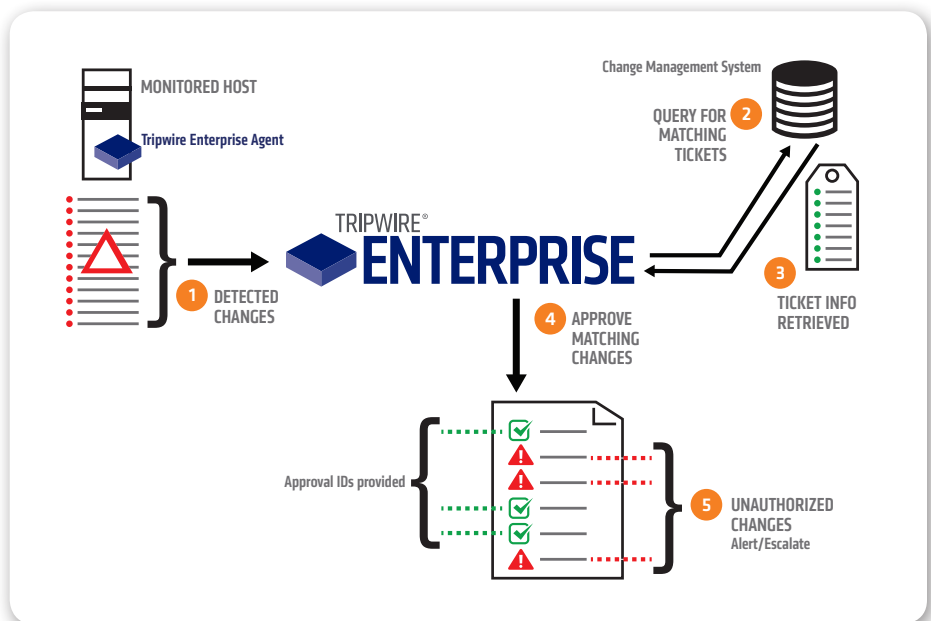 MONITORED HOST
Tripwire Enterprise Agent
Change Management System
2
QUERY FOR
MATCHING
TICKETS
TRIPWIRE®
ENTERPRISE
1
DETECTED
CHANGES
3
TICKET INFO
RETRIEVED
4
APPROVE
MATCHING
CHANGES
Approval IDs provided
5
UNAUTHORIZED
CHANGES
Alert/Escalate